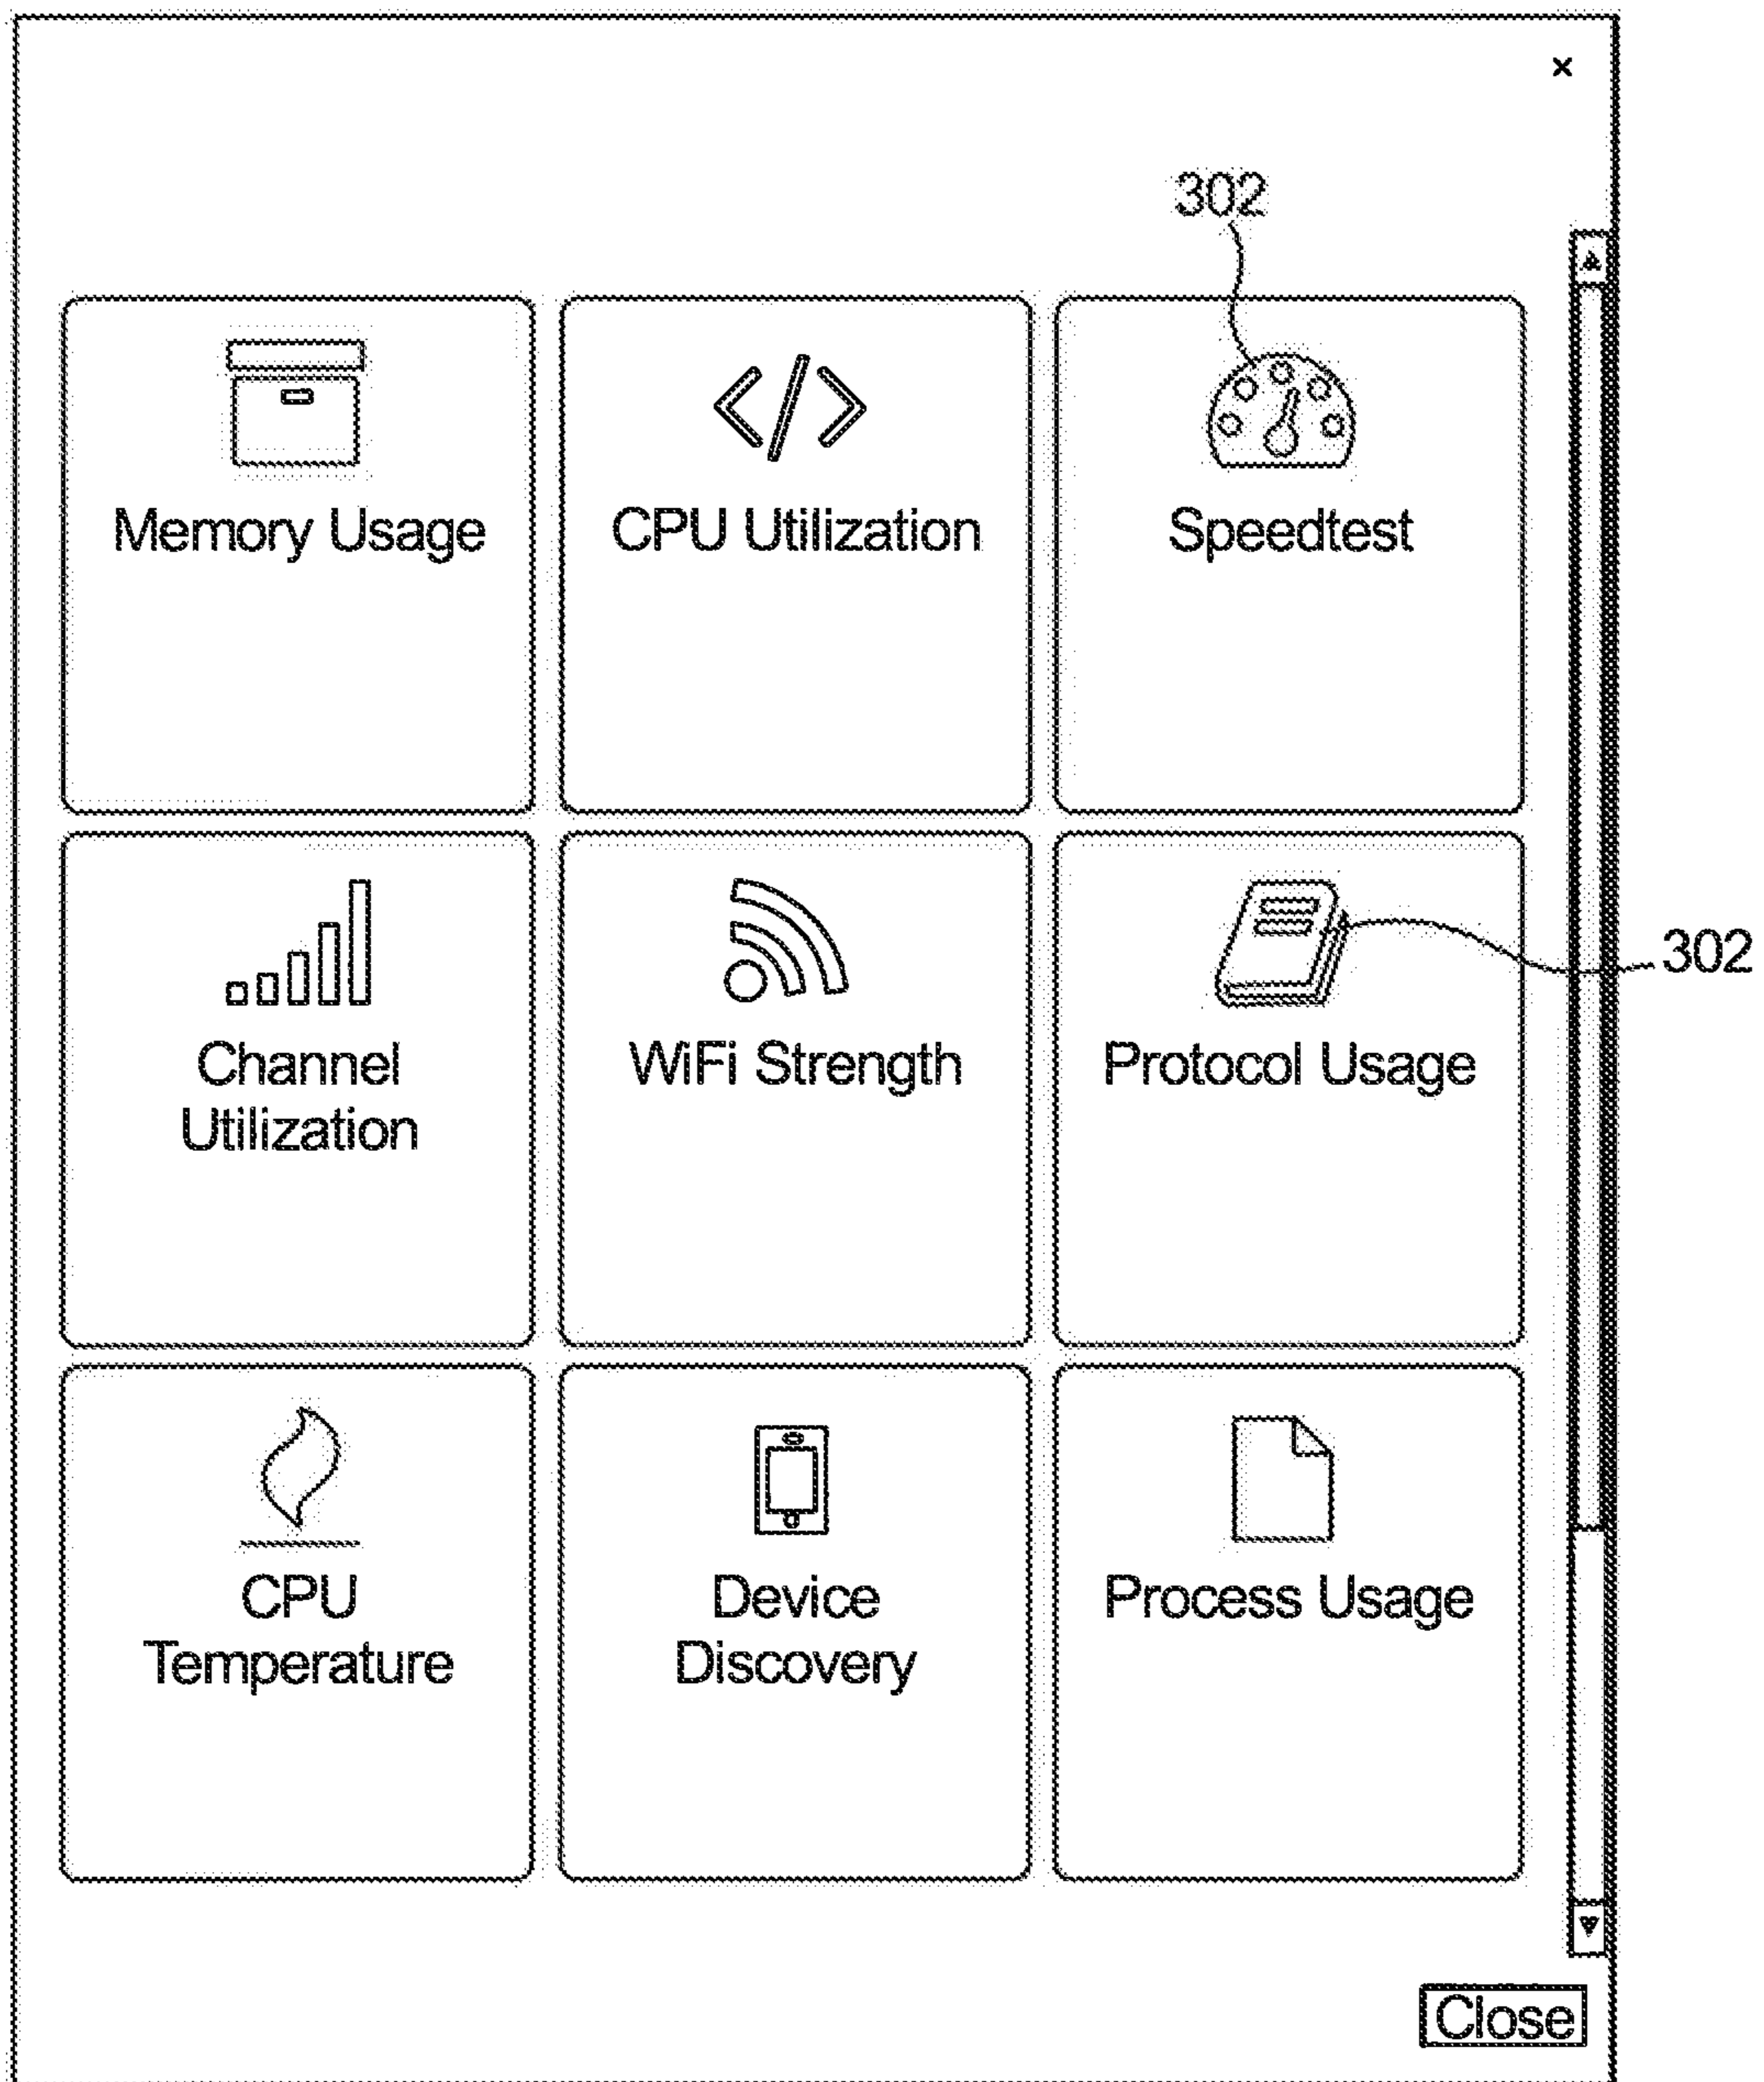 ×
302
Memory Usage
CPU Utilization
Speedtest
302
Channel
Utilization
WiFi Strength
Protocol Usage
CPU
Temperature
Device
Discovery
Process Usage
Close